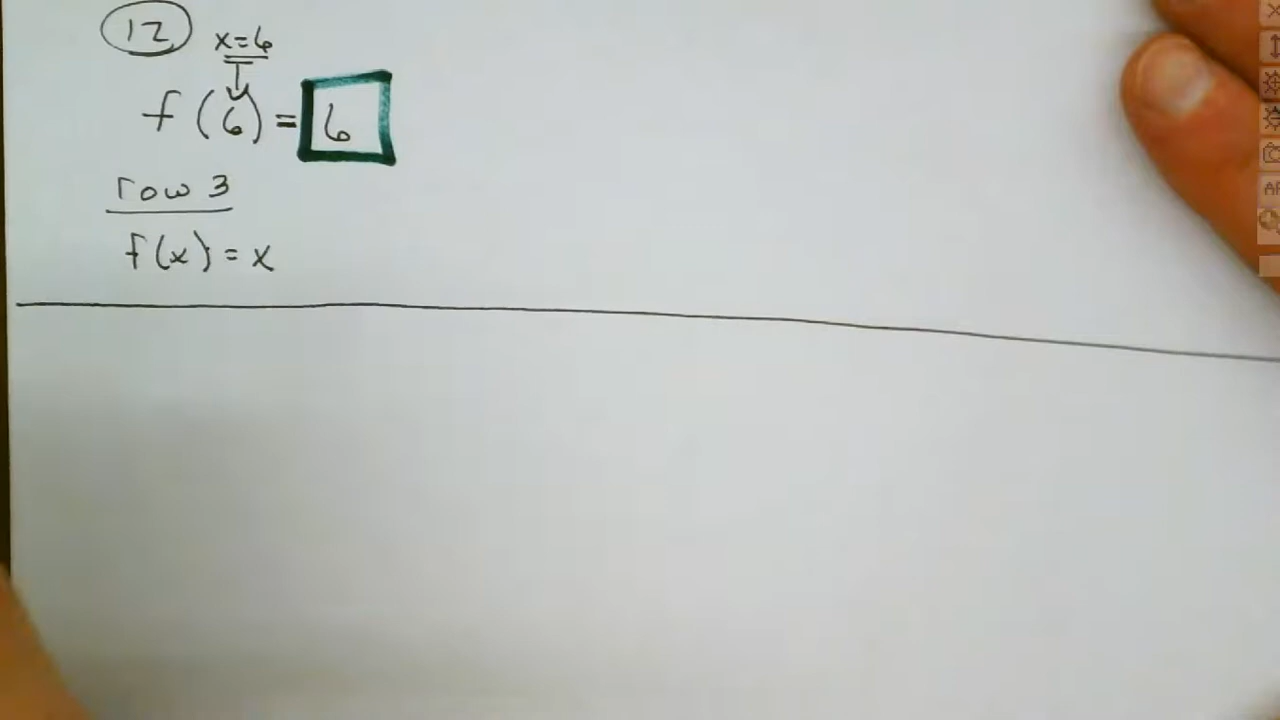 12
x=6
f(6) = 6
row 3
f(x) = x